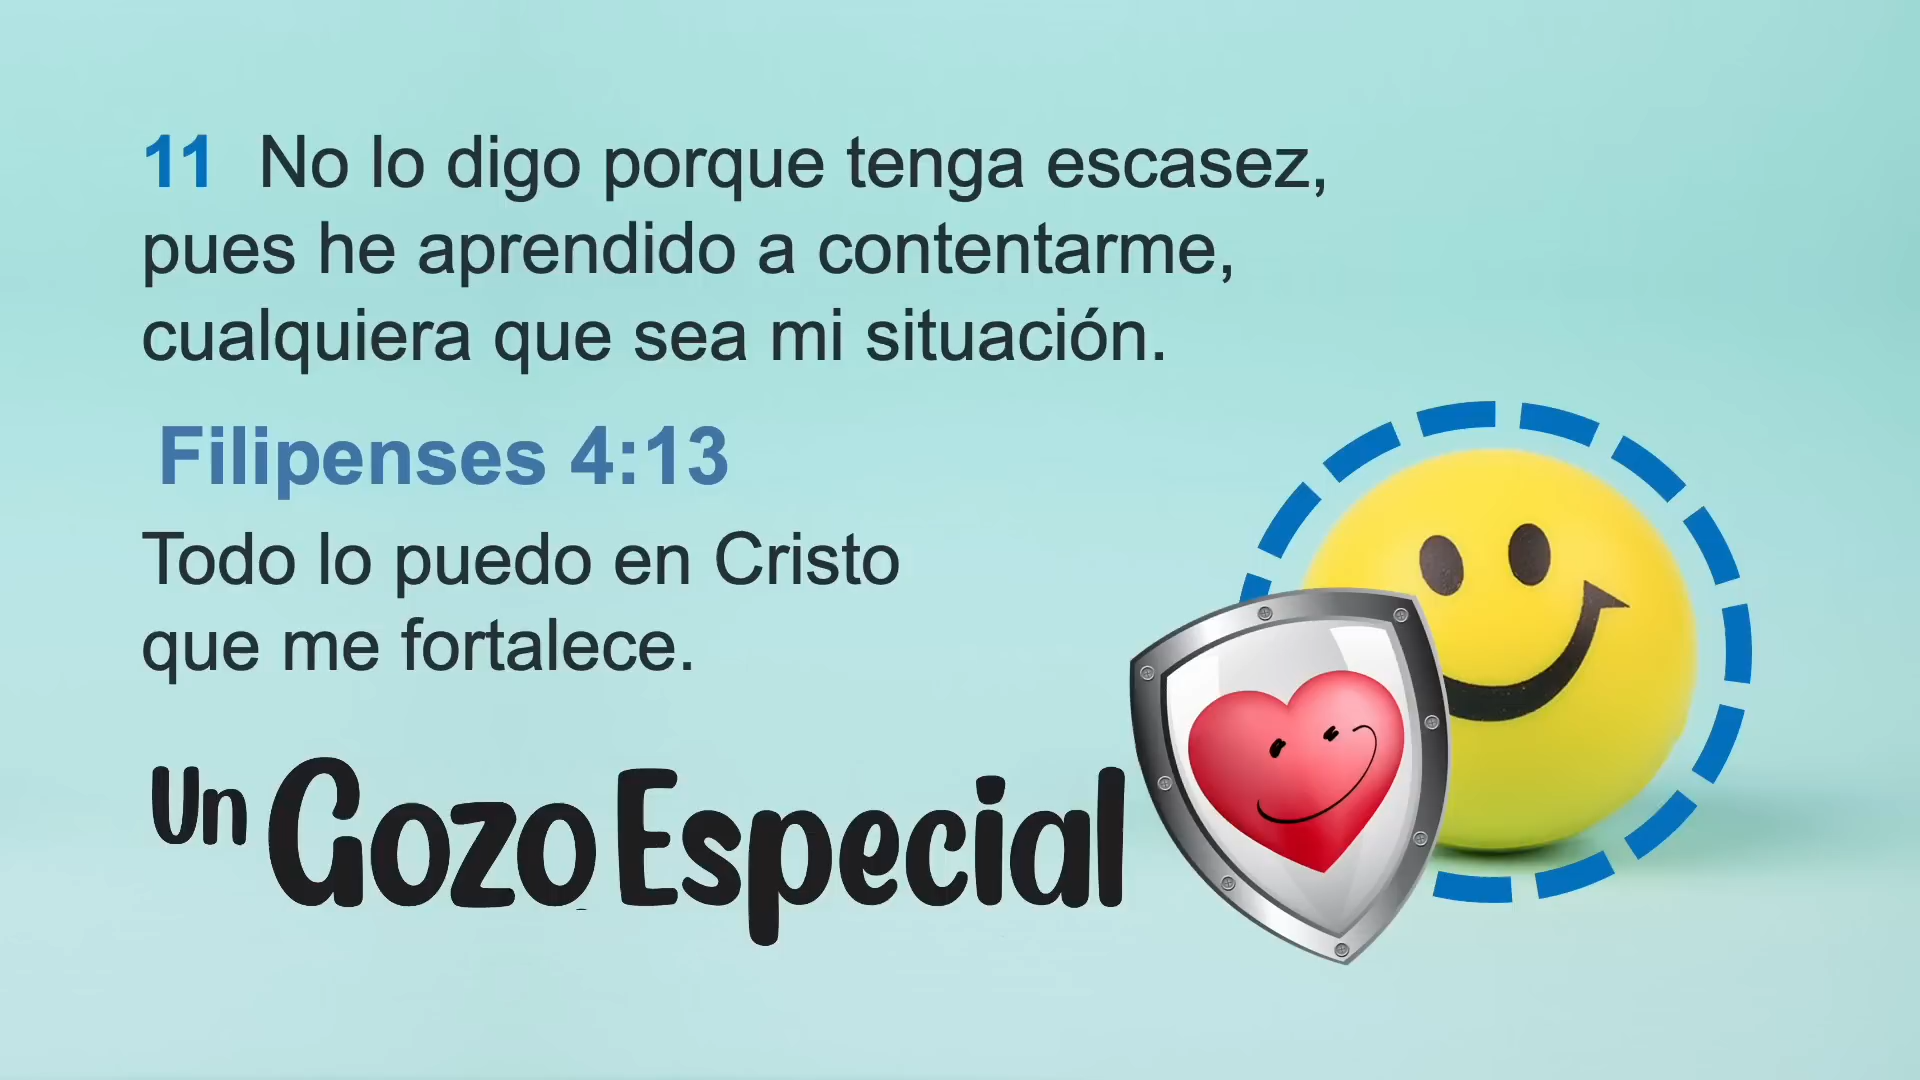 11 No lo digo porque tenga escasez,
pues he aprendido a contentarme,
cualquiera que sea mi situación.
Filipenses 4:13
Todo lo puedo en Cristo
que me fortalece.
Un Gozo Especial